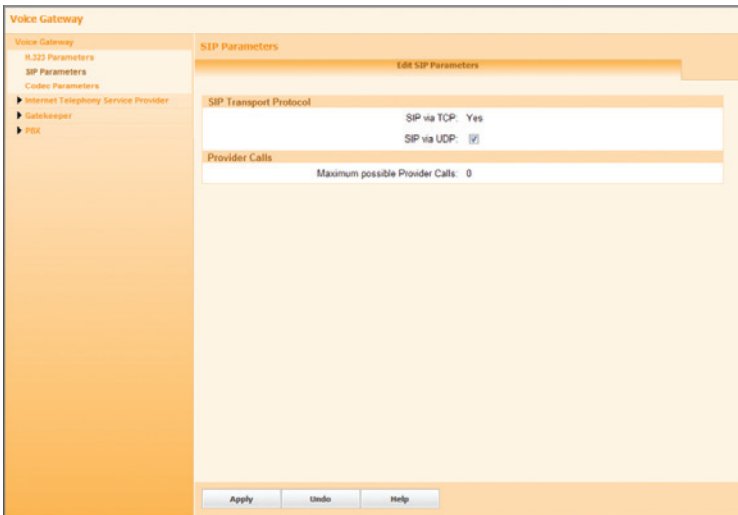 Voice Gateway
Voice Gateway
H.323 Parameters
SIP Parameters
Codec Parameters
Internet Telephony Service Provider
Gatekeeper
PBX
SIP Parameters
Edit SIP Parameters
SIP Transport Protocol
SIP via TCP: Yes
SIP via UDP:
Provider Calls
Maximum possible Provider Calls: 0
Apply Undo Help